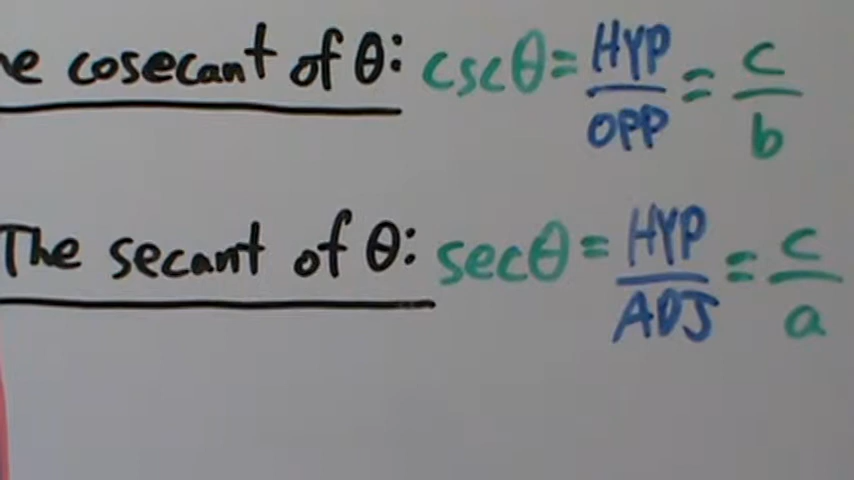 cosecant of θ: cscθ = HYP/OPP = c/b
The secant of θ: secθ = HYP/ADJ = c/a